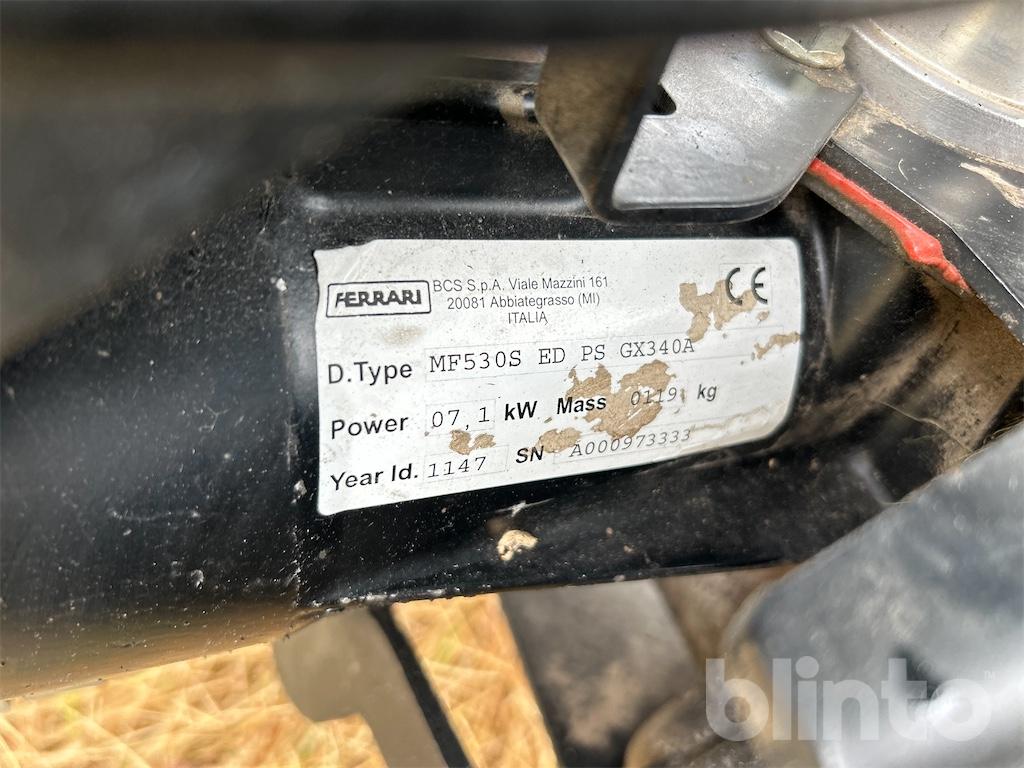 FERRARI
BCS S.p.A. Viale Mazzini 161
20081 Abbiategrasso (MI)
ITALIA
CE
D.Type MF530S ED PS GX340A
Power 07,1 kW Mass 0119 kg
Year Id. 1147 SN A000973333
blinto™